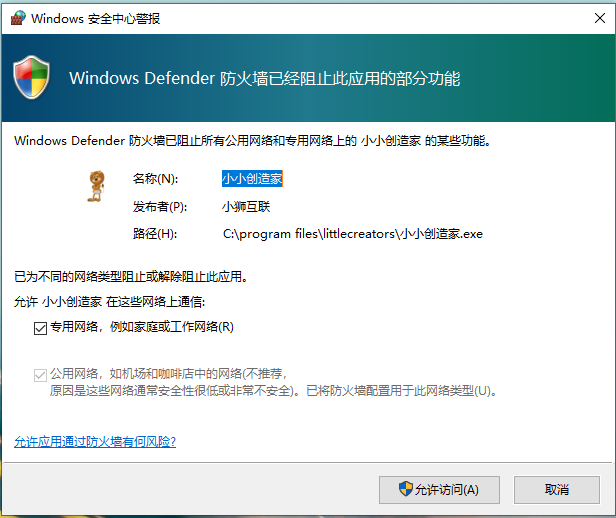 Windows 安全中心警报
Windows Defender 防火墙已经阻止此应用的部分功能
Windows Defender 防火墙已阻止所有公用网络和专用网络上的 小小创造家 的某些功能。
名称(N): 小小创造家
发布者(P): 小狮互联
路径(H): C:\program files\littlecreators\小小创造家.exe
已为不同的网络类型阻止或解除阻止此应用。
允许 小小创造家 在这些网络上通信:
专用网络，例如家庭或工作网络(R)
公用网络，如机场和咖啡店中的网络(不推荐，
原因是这些网络通常安全性很低或非常不安全)。已将防火墙配置用于此网络类型(U)。
允许应用通过防火墙有何风险?
允许访问(A) 取消